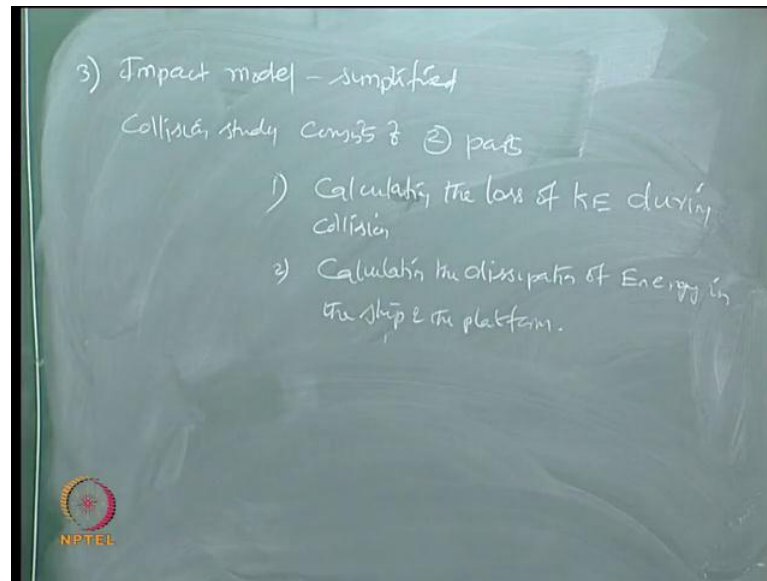 3) Impact model - simplified
Collision study consists of ② parts
1) Calculating the loss of KE during
collision
2) Calculating the dissipation of Energy in
the ship & the platform.
NPTEL